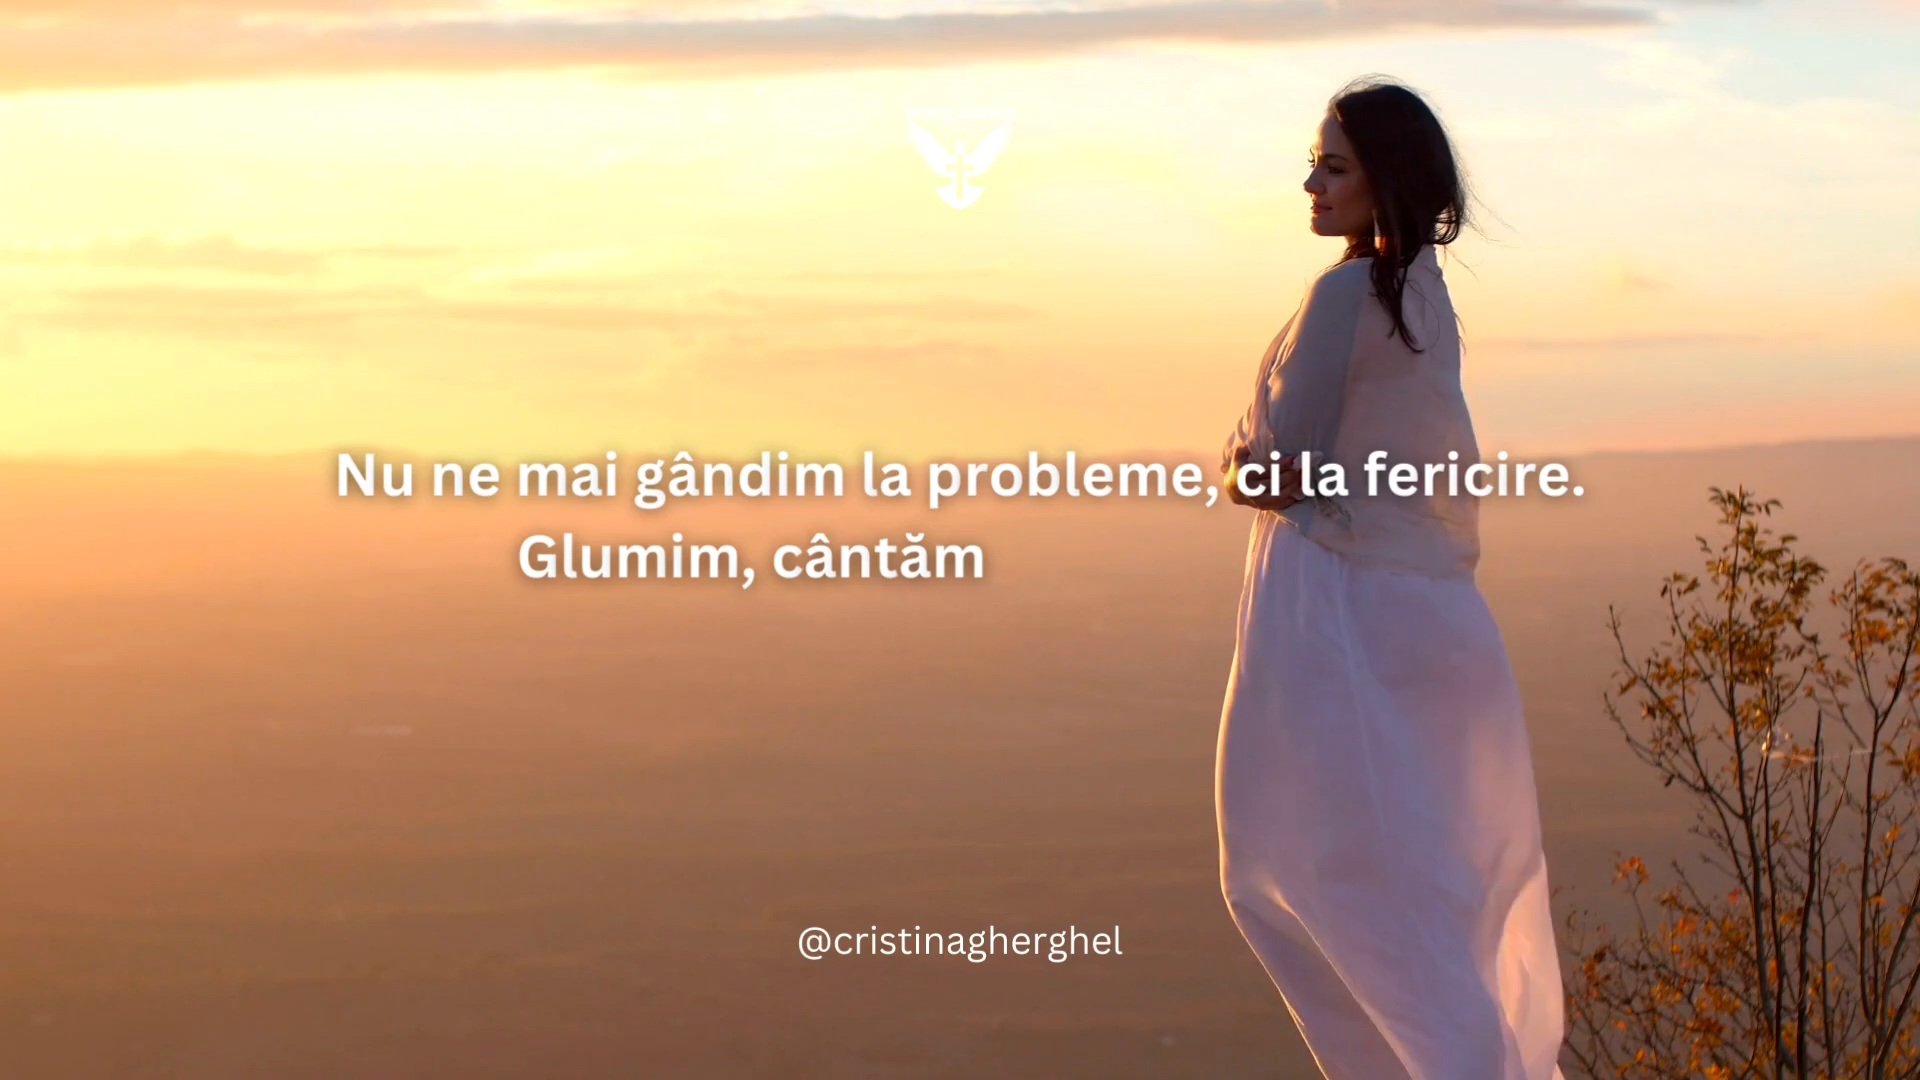 Nu ne mai gândim la probleme, ci la fericire.
Glumim, cântăm
@cristinagherghel